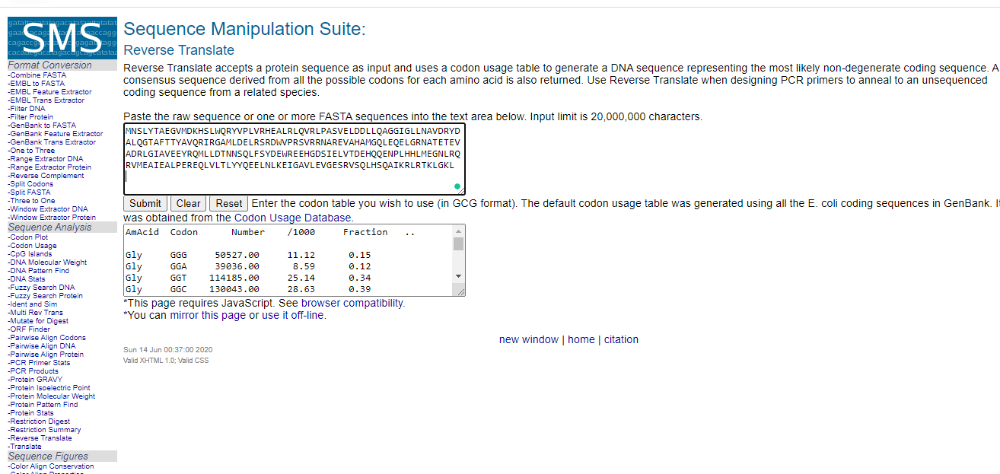 SMS
Sequence Manipulation Suite:
Reverse Translate
Format Conversion
-Combine FASTA
-EMBL to FASTA
-EMBL Feature Extractor
-EMBL Trans Extractor
-Filter DNA
-Filter Protein
-GenBank to FASTA
-GenBank Feature Extractor
-GenBank Trans Extractor
-One to Three
-Range Extractor DNA
-Range Extractor Protein
-Reverse Complement
-Split Codons
-Split FASTA
-Three to One
-Window Extractor DNA
-Window Extractor Protein
Sequence Analysis
-Codon Plot
-Codon Usage
-CpG Islands
-DNA Molecular Weight
-DNA Pattern Find
-DNA Stats
-Fuzzy Search DNA
-Fuzzy Search Protein
-Ident and Sim
-Multi Rev Trans
-Mutate for Digest
-ORF Finder
-Pairwise Align Codons
-Pairwise Align DNA
-Pairwise Align Protein
-PCR Primer Stats
-PCR Products
-Protein GRAVY
-Protein Isoelectric Point
-Protein Molecular Weight
-Protein Pattern Find
-Protein Stats
-Restriction Digest
-Restriction Summary
-Reverse Translate
-Translate
Sequence Figures
-Color Align Conservation
Reverse Translate accepts a protein sequence as input and uses a codon usage table to generate a DNA sequence representing the most likely non-degenerate coding sequence. A
consensus sequence derived from all the possible codons for each amino acid is also returned. Use Reverse Translate when designing PCR primers to anneal to an unsequenced
coding sequence from a related species.
Paste the raw sequence or one or more FASTA sequences into the text area below. Input limit is 20,000,000 characters.
MNSLYTAEGVMDKHSLWQRYVPLVRHEALRLQVRLPASVELDDLLQAGGIGLLNAVDRYD
ALQGTAFTTYAVQRIRGAMLDELRSRDWVPRSVRRNAREVAHAMGQLEQELGRNATETEV
ADRLGIAVEEYRQMLLDTNNSQLFSYDEWREEHGDSIELVTDEHQQENPLHHLMEGNLRQ
RVMEAIEALPEREQLVLTLYYQEELNLKEIGAVLEVGESRVSQLHSQAIKRLRTKLGKL
Submit Clear Reset Enter the codon table you wish to use (in GCG format). The default codon usage table was generated using all the E. coli coding sequences in GenBank. It
was obtained from the Codon Usage Database.
AmAcid Codon Number /1000 Fraction ..
Gly GGG 50527.00 11.12 0.15
Gly GGA 39036.00 8.59 0.12
Gly GGT 114185.00 25.14 0.34
Gly GGC 130043.00 28.63 0.39
*This page requires JavaScript. See browser compatibility.
*You can mirror this page or use it off-line.
new window | home | citation
Sun 14 Jun 00:37:00 2020
Valid XHTML 1.0; Valid CSS